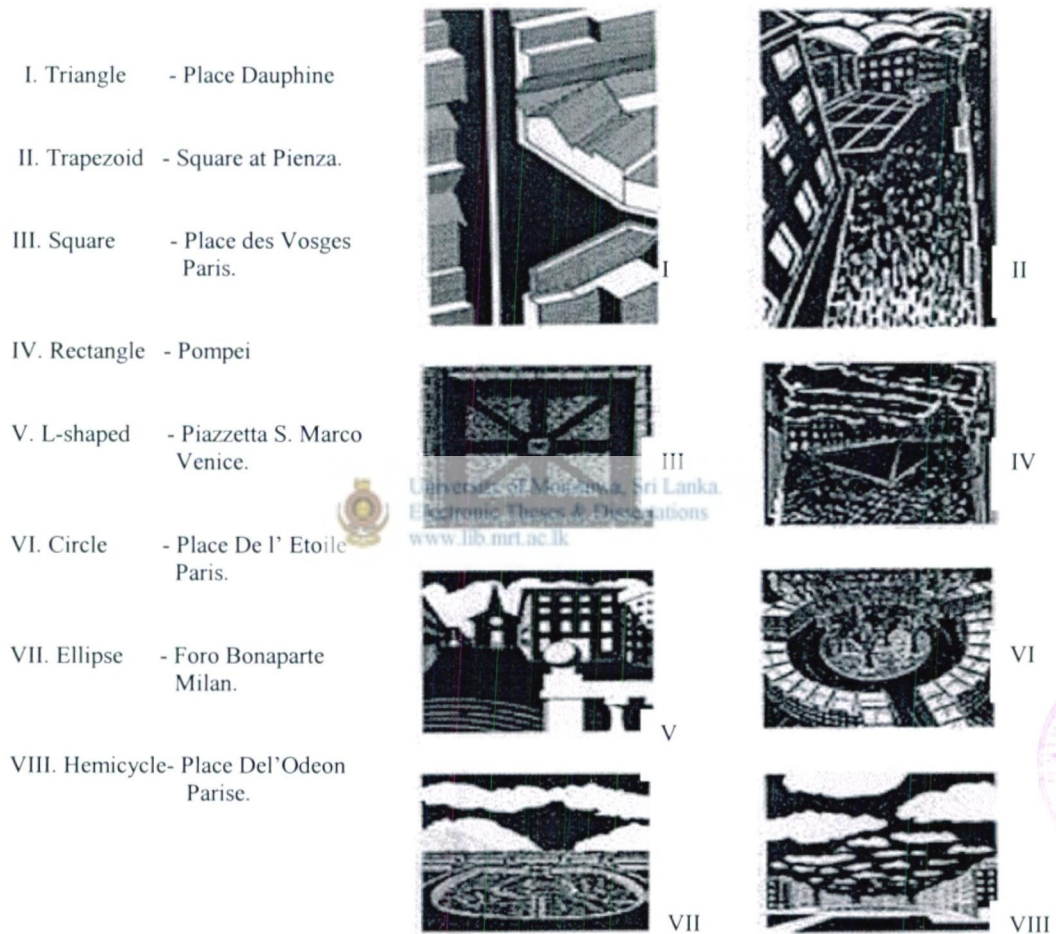 I. Triangle - Place Dauphine
II. Trapezoid - Square at Pienza.
III. Square - Place des Vosges
Paris.
IV. Rectangle - Pompei
V. L-shaped - Piazzetta S. Marco
Venice.
VI. Circle - Place De l' Etoile
Paris.
VII. Ellipse - Foro Bonaparte
Milan.
VIII. Hemicycle- Place Del'Odeon
Parise.
I
II
III
IV
University of Moratuwa, Sri Lanka.
Electronic Theses & Dissertations
www.lib.mrt.ac.lk
V
VI
VII
VIII